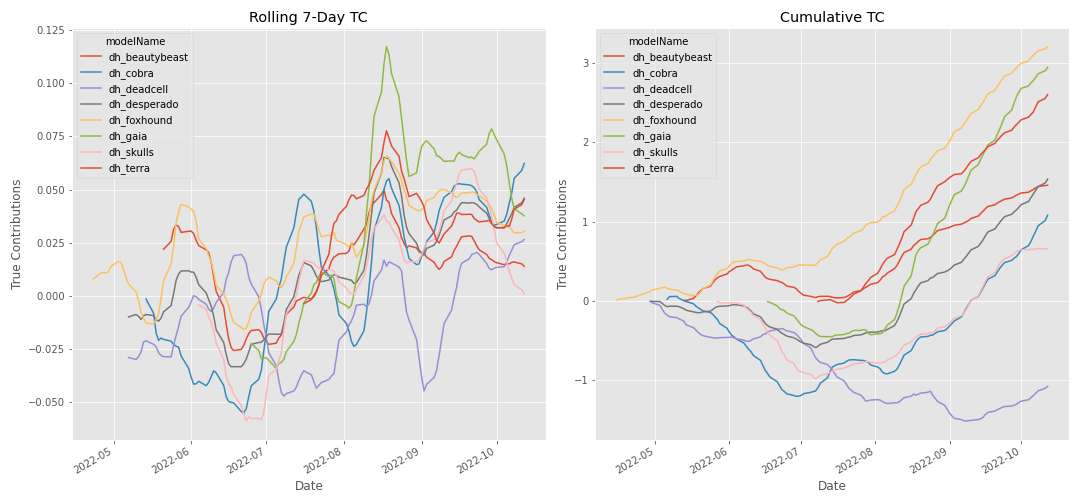 Rolling 7-Day TC
True Contributions
0.125
0.100
0.075
0.050
0.025
0.000
−0.025
−0.050
modelName
dh_beautybeast
dh_cobra
dh_deadcell
dh_desperado
dh_foxhound
dh_gaia
dh_skulls
dh_terra
2022-05
2022-06
2022-07
2022-08
2022-09
2022-10
Date
Cumulative TC
True Contributions
3
2
1
0
−1
modelName
dh_beautybeast
dh_cobra
dh_deadcell
dh_desperado
dh_foxhound
dh_gaia
dh_skulls
dh_terra
2022-05
2022-06
2022-07
2022-08
2022-09
2022-10
Date